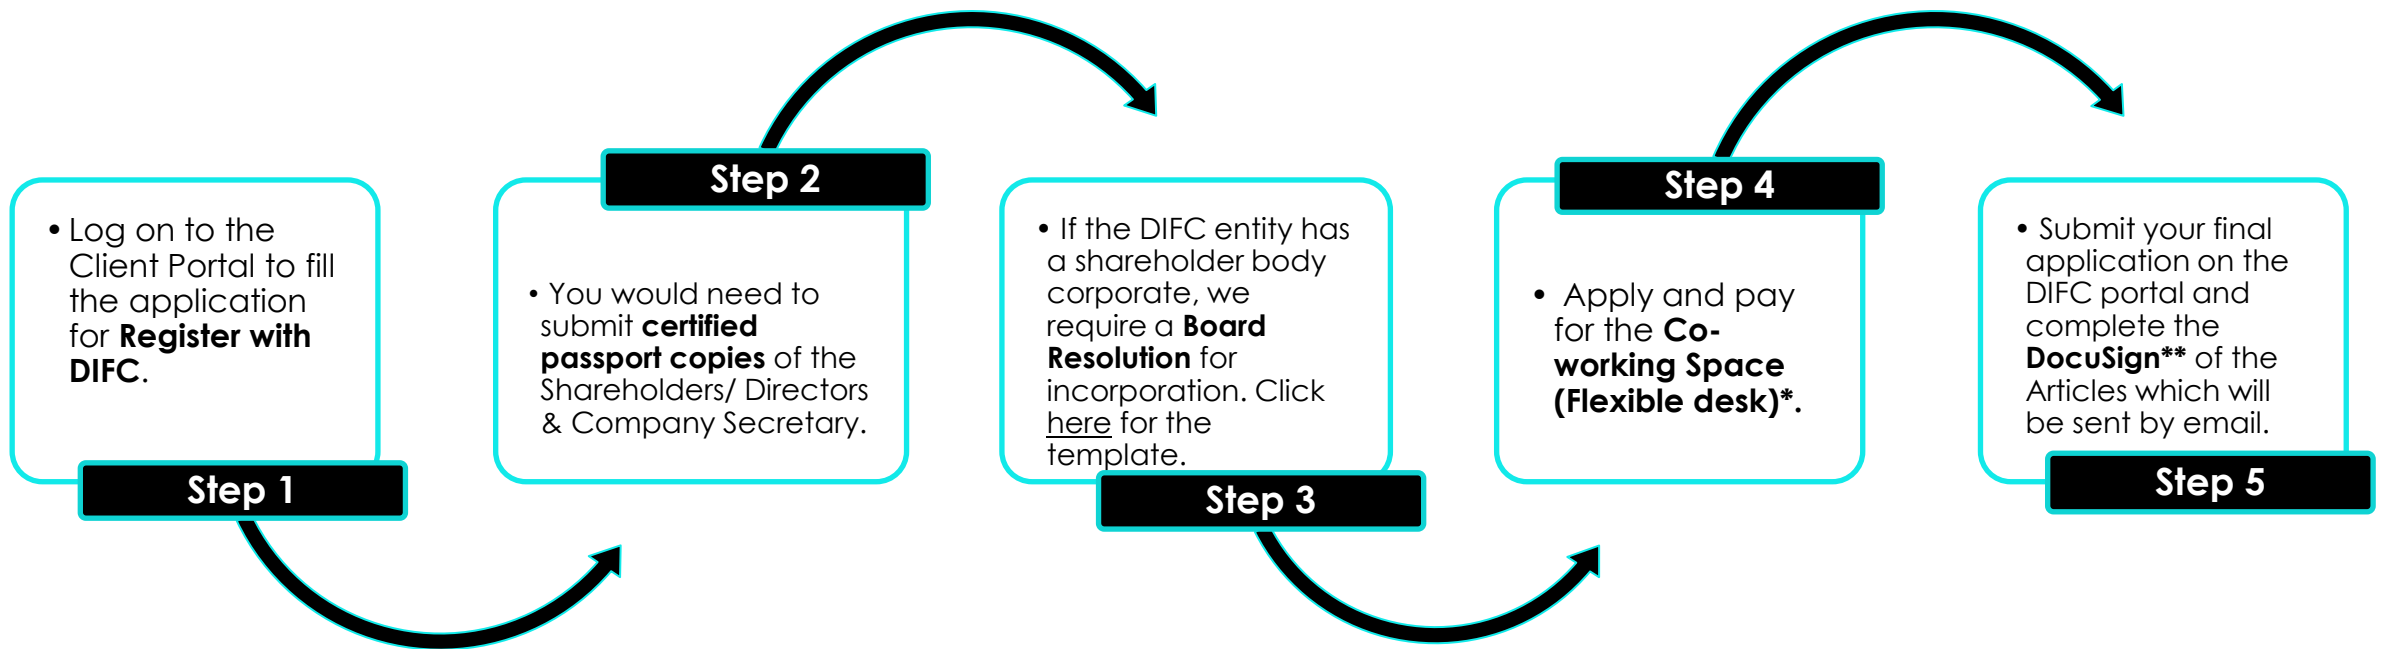 • Log on to the
Client Portal to fill
the application
for Register with
DIFC.
Step 1
Step 2
• You would need to
submit certified
passport copies of the
Shareholders/ Directors
& Company Secretary.
• If the DIFC entity has
a shareholder body
corporate, we
require a Board
Resolution for
incorporation. Click
here for the
template.
Step 3
Step 4
• Apply and pay
for the Co-
working Space
(Flexible desk)*.
• Submit your final
application on the
DIFC portal and
complete the
DocuSign** of the
Articles which will
be sent by email.
Step 5